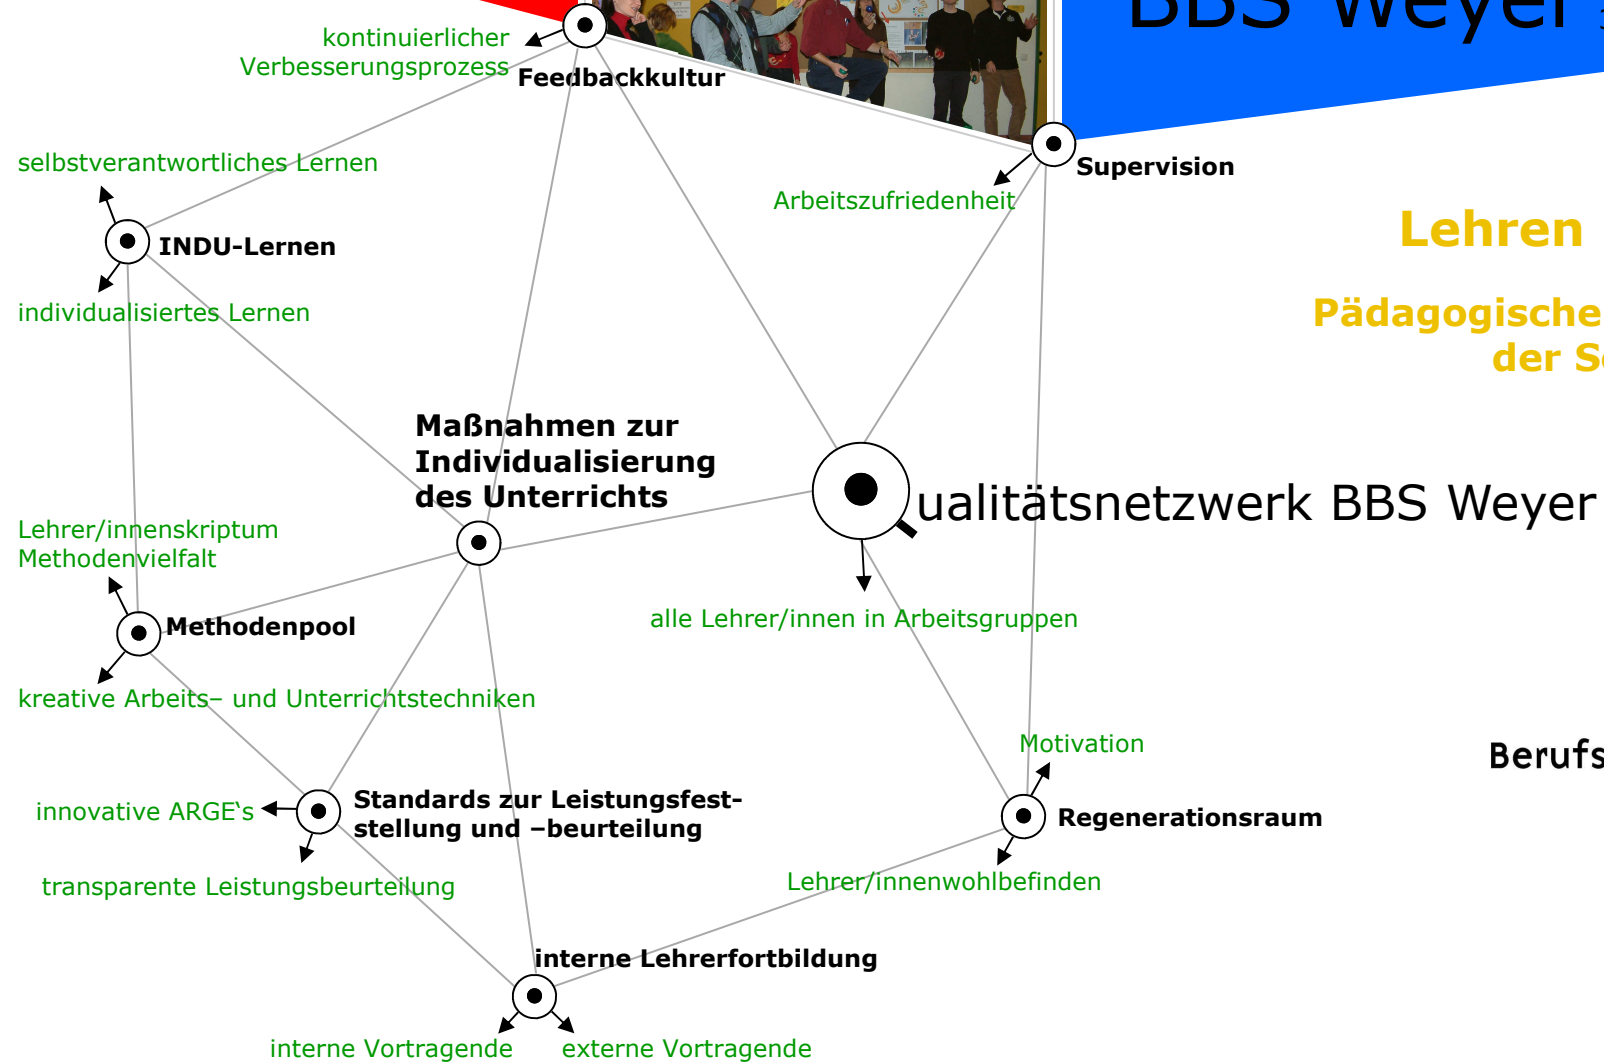 BBS Weyer
kontinuierlicher
Verbesserungsprozess
Feedbackkultur
selbstverantwortliches Lernen
Supervision
Arbeitszufriedenheit
INDU-Lernen
individualisiertes Lernen
Lehren
Pädagogische
der
Maßnahmen zur
Individualisierung
des Unterrichts
ualitätsnetzwerk BBS Weyer
Lehrer/innenskriptum
Methodenvielfalt
Methodenpool
alle Lehrer/innen in Arbeitsgruppen
kreative Arbeits– und Unterrichtstechniken
Motivation
Berufs
innovative ARGE‘s
Standards zur Leistungsfest-
stellung und –beurteilung
Regenerationsraum
transparente Leistungsbeurteilung
Lehrer/innenwohlbefinden
interne Lehrerfortbildung
interne Vortragende
externe Vortragende